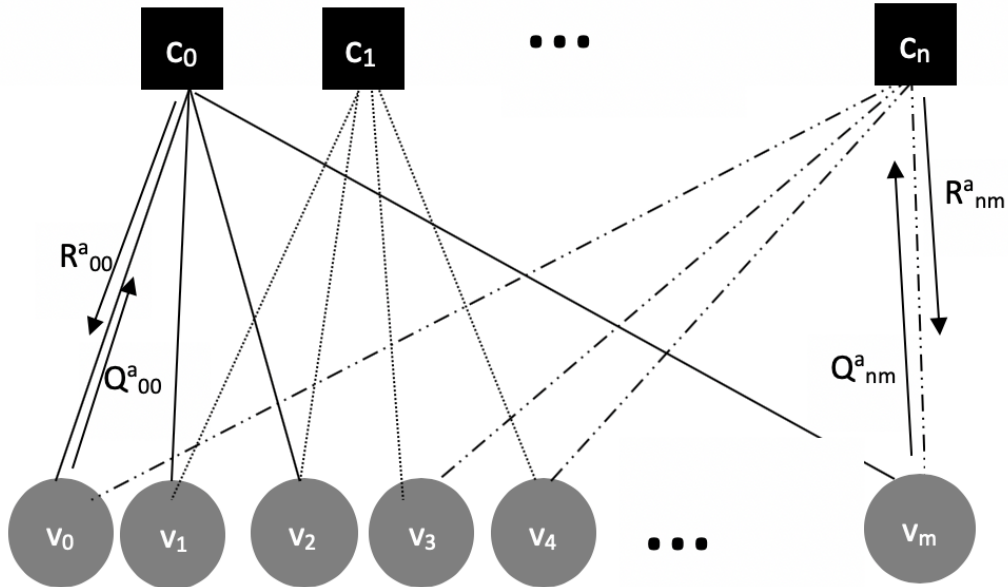 C₀ C₁ ... Cₙ
Rᵃ₀₀
Qᵃ₀₀
Rᵃₙₘ
Qᵃₙₘ
V₀ V₁ V₂ V₃ V₄ ... Vₘ